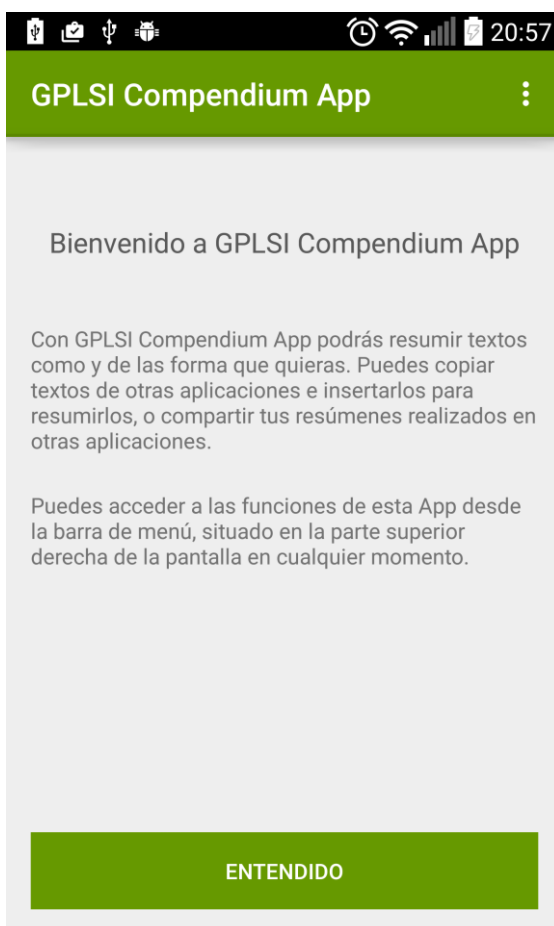 20:57
GPLSI Compendium App
Bienvenido a GPLSI Compendium App
Con GPLSI Compendium App podrás resumir textos
como y de las forma que quieras. Puedes copiar
textos de otras aplicaciones e insertarlos para
resumirlos, o compartir tus resúmenes realizados en
otras aplicaciones.
Puedes acceder a las funciones de esta App desde
la barra de menú, situado en la parte superior
derecha de la pantalla en cualquier momento.
ENTENDIDO